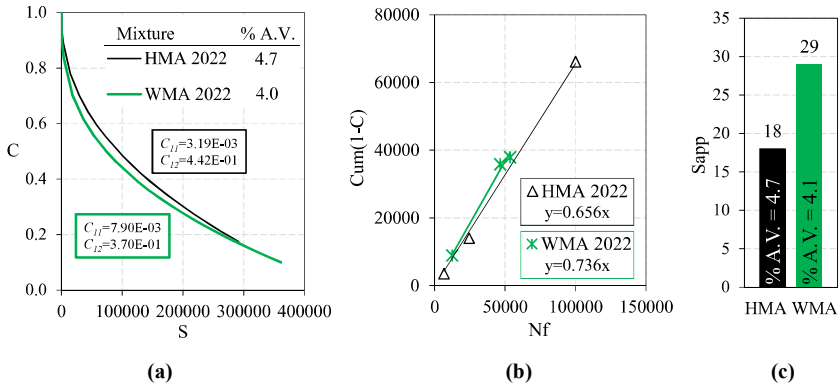 Mixture % A.V.
HMA 2022 4.7
WMA 2022 4.0
C11=3.19E-03
C12=4.42E-01
C11=7.90E-03
C12=3.70E-01
C
1.0
0.8
0.6
0.4
0.2
0.0
0 100000 200000 300000 400000
S
(a)
Cum(1-C)
80000
60000
40000
20000
0
HMA 2022
y=0.656x
WMA 2022
y=0.736x
0 50000 100000 150000
Nf
(b)
Sapp
35
30
25
20
15
10
5
0
18
29
% A.V. = 4.7
% A.V. = 4.1
HMA WMA
(c)